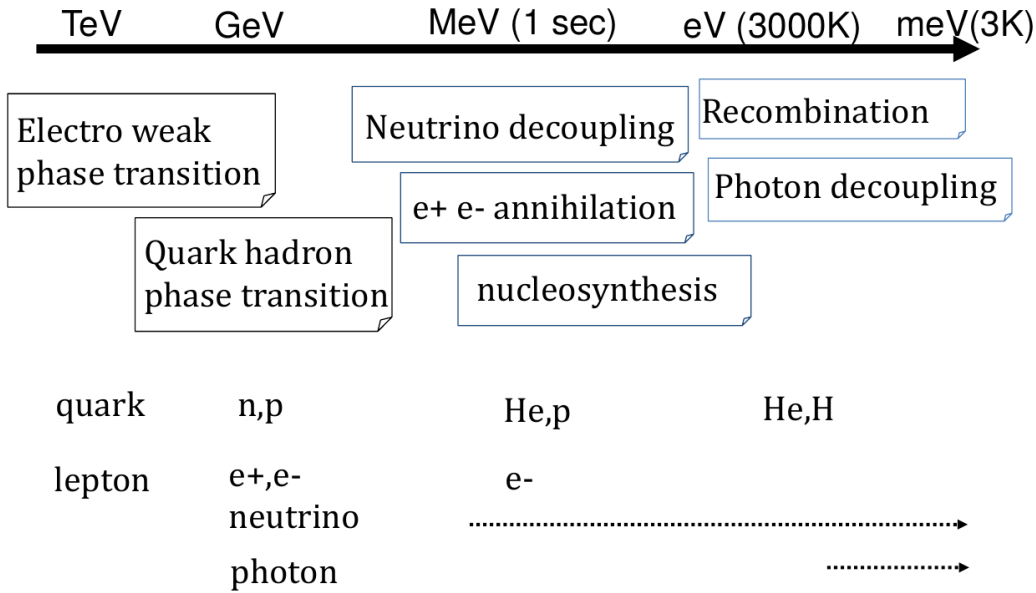 TeV GeV MeV (1 sec) eV (3000K) meV(3K)
Electro weak
phase transition
Neutrino decoupling
Recombination
e+ e- annihilation
Photon decoupling
Quark hadron
phase transition
nucleosynthesis
quark n,p He,p He,H
lepton e+,e- e-
neutrino
photon